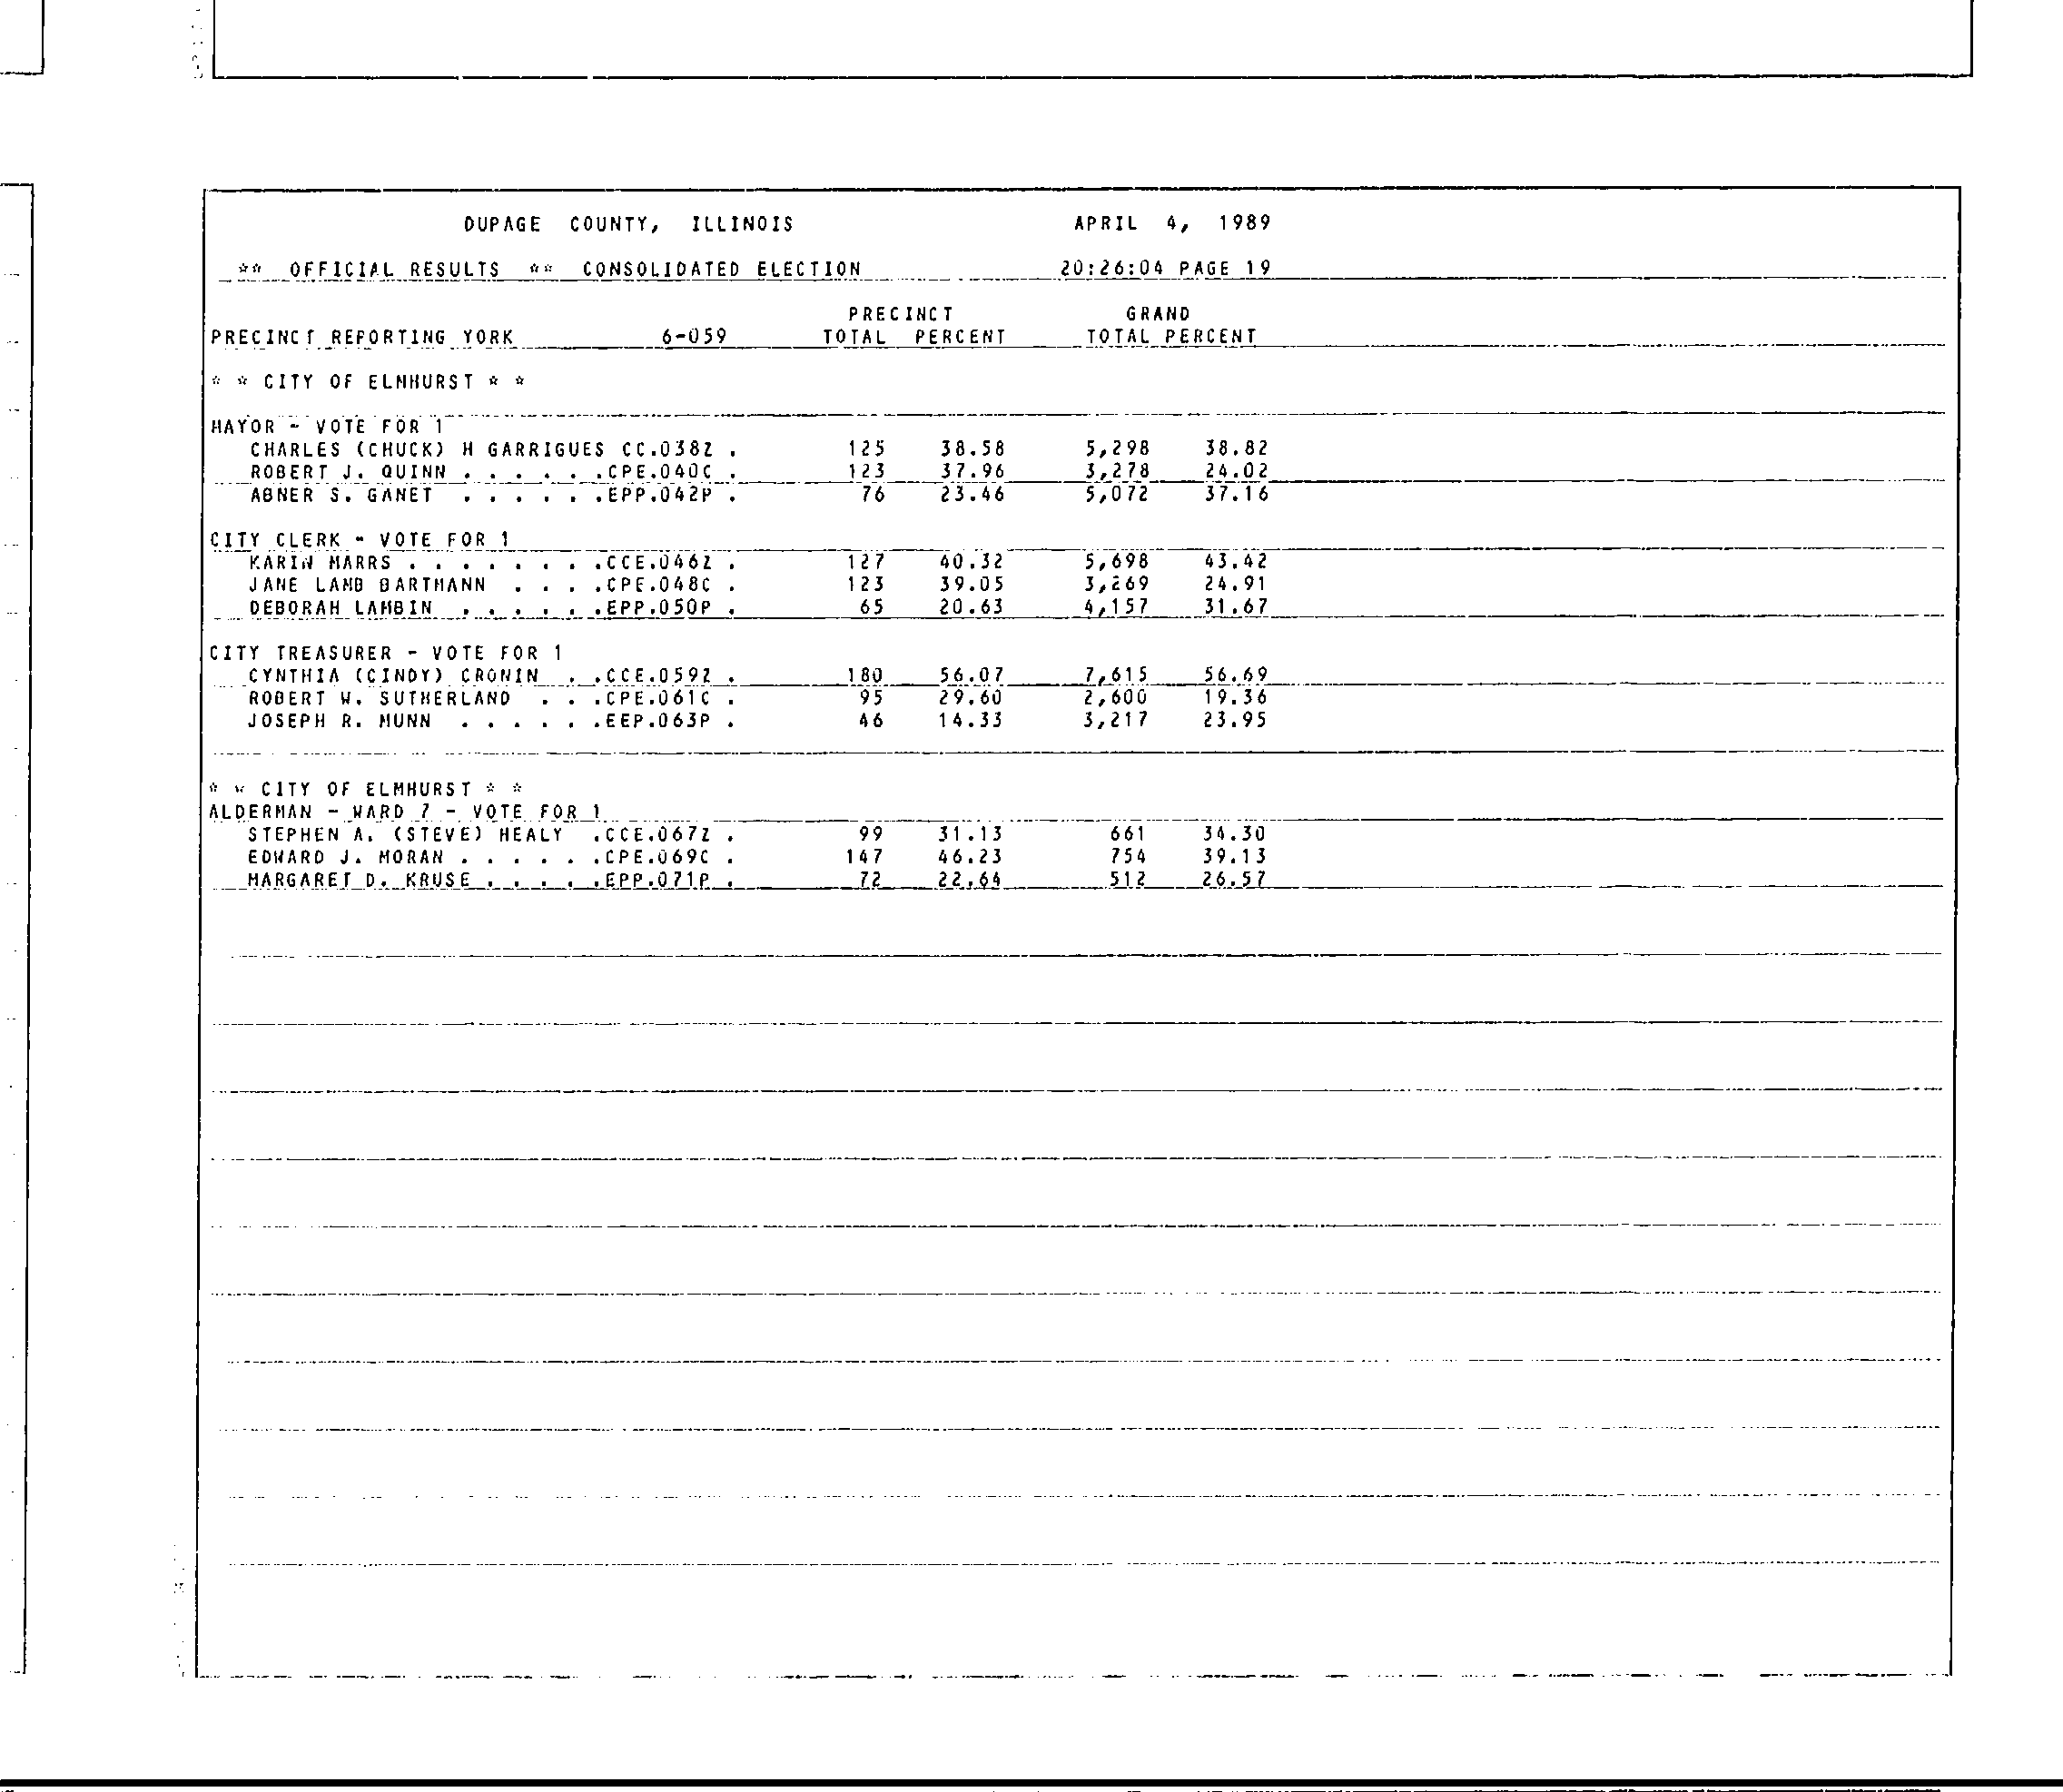 DUPAGE COUNTY, ILLINOIS APRIL 4, 1989
** OFFICIAL RESULTS ** CONSOLIDATED ELECTION 20:26:04 PAGE 19
PRECINCT GRAND
PRECINCT REPORTING YORK 6-059 TOTAL PERCENT TOTAL PERCENT
* * CITY OF ELMHURST * *
MAYOR - VOTE FOR 1
CHARLES (CHUCK) H GARRIGUES CC.038Z . 125 38.58 5,298 38.82
ROBERT J. QUINN . . . . . .CPE.040C . 123 37.96 3,278 24.02
ABNER S. GANET . . . . . .EPP.042P . 76 23.46 5,072 37.16
CITY CLERK - VOTE FOR 1
KARIN MARRS . . . . . . . .CCE.046Z . 127 40.32 5,698 43.42
JANE LAMB BARTMANN . . . .CPE.048C . 123 39.05 3,269 24.91
DEBORAH LAMBIN . . . . . .EPP.050P . 65 20.63 4,157 31.67
CITY TREASURER - VOTE FOR 1
CYNTHIA (CINDY) CRONIN . .CCE.059Z . 180 56.07 7,615 56.69
ROBERT W. SUTHERLAND . . .CPE.061C . 95 29.60 2,600 19.36
JOSEPH R. MUNN . . . . . .EEP.063P . 46 14.33 3,217 23.95
* * CITY OF ELMHURST * *
ALDERMAN - WARD 7 - VOTE FOR 1
STEPHEN A. (STEVE) HEALY .CCE.067Z . 99 31.13 661 34.30
EDWARD J. MORAN . . . . . .CPE.069C . 147 46.23 754 39.13
MARGARET D. KRUSE . . . . .EPP.071P . 72 22.64 512 26.57